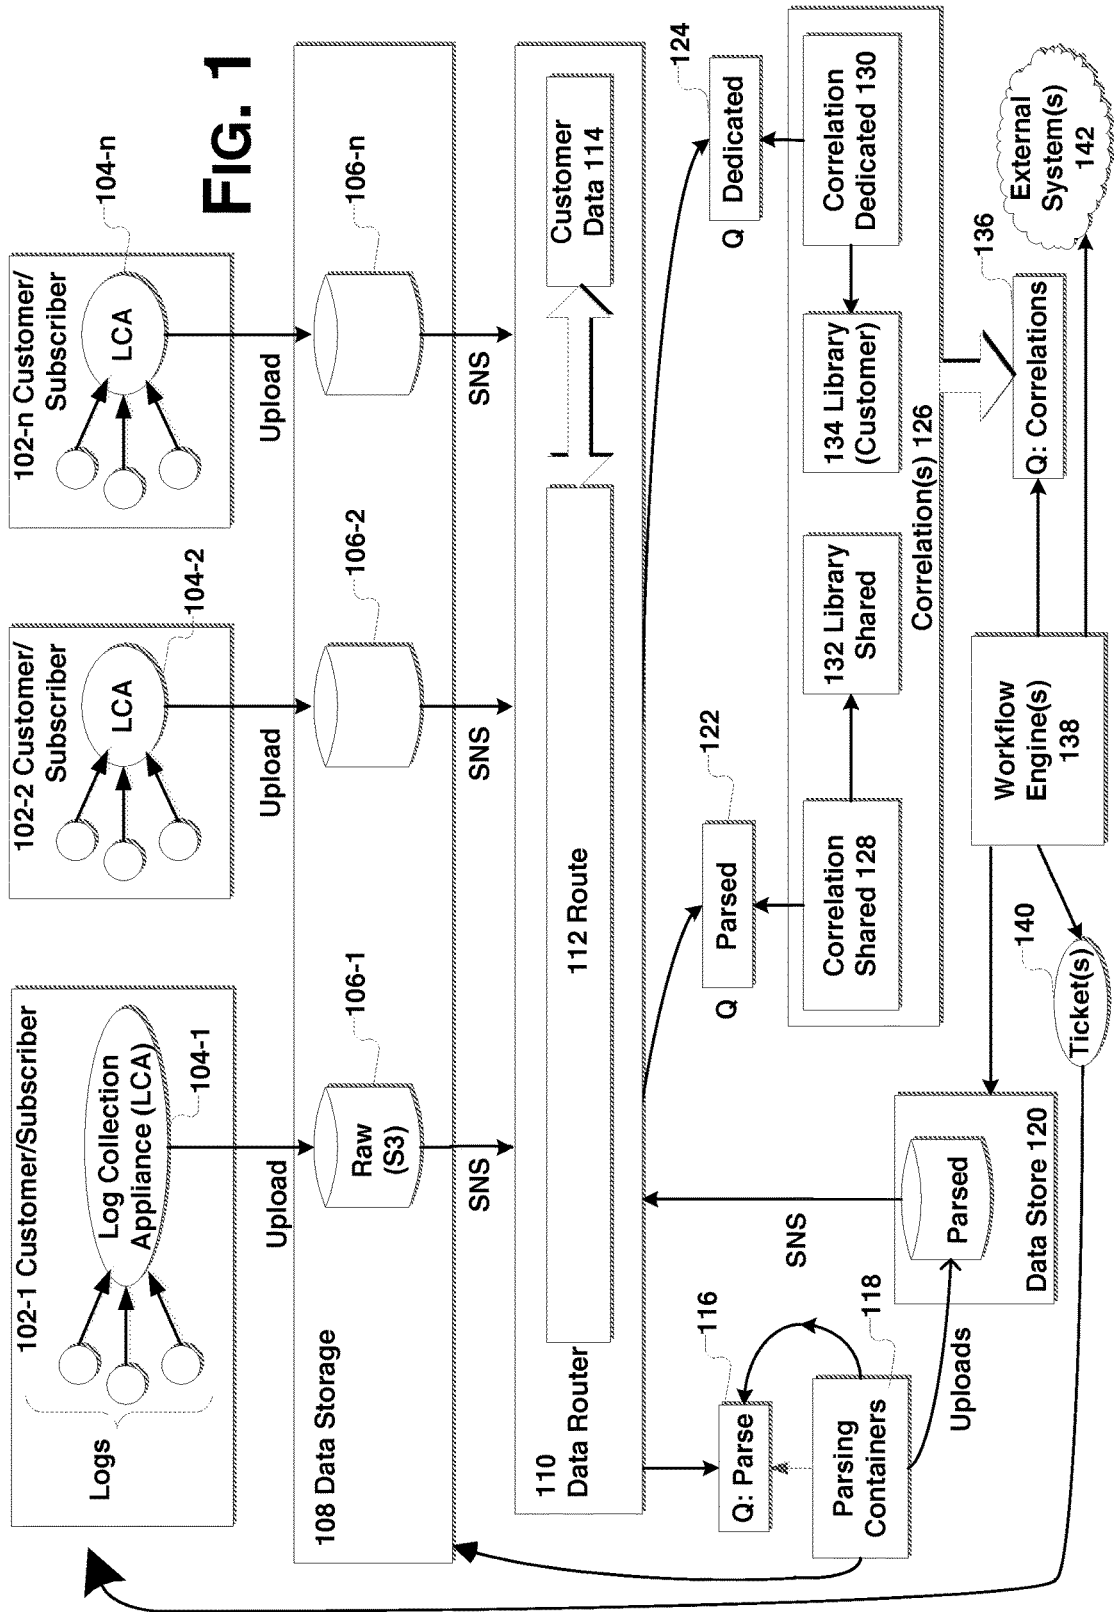 FIG. 1
102-1 Customer/Subscriber
Logs
Log Collection
Appliance (LCA)
104-1
102-2 Customer/
Subscriber
LCA
104-2
102-n Customer/
Subscriber
LCA
104-n
Upload
Upload
Upload
108 Data Storage
Raw
(S3)
106-1
106-2
106-n
SNS
SNS
SNS
110
Data Router
112 Route
Customer
Data 114
116
Q: Parse
Parsing
Containers
118
Uploads
SNS
Parsed
Data Store 120
122
Q
Parsed
124
Q
Dedicated
Correlation
Shared 128
132 Library
Shared
134 Library
(Customer)
Correlation
Dedicated 130
Correlation(s) 126
136
Q: Correlations
Workflow
Engine(s)
138
140
Ticket(s)
External
System(s)
142